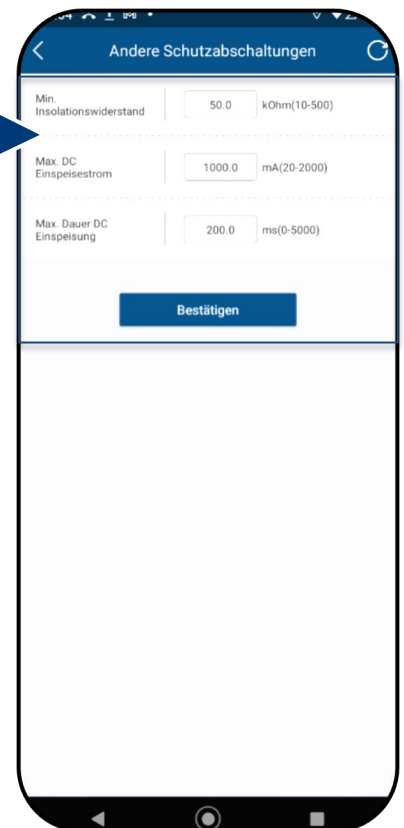 Andere Schutzabschaltungen
Min.
Insolationswiderstand
50.0 kOhm(10-500)
Max. DC
Einspeisestrom
1000.0 mA(20-2000)
Max. Dauer DC
Einspeisung
200.0 ms(0-5000)
Bestätigen